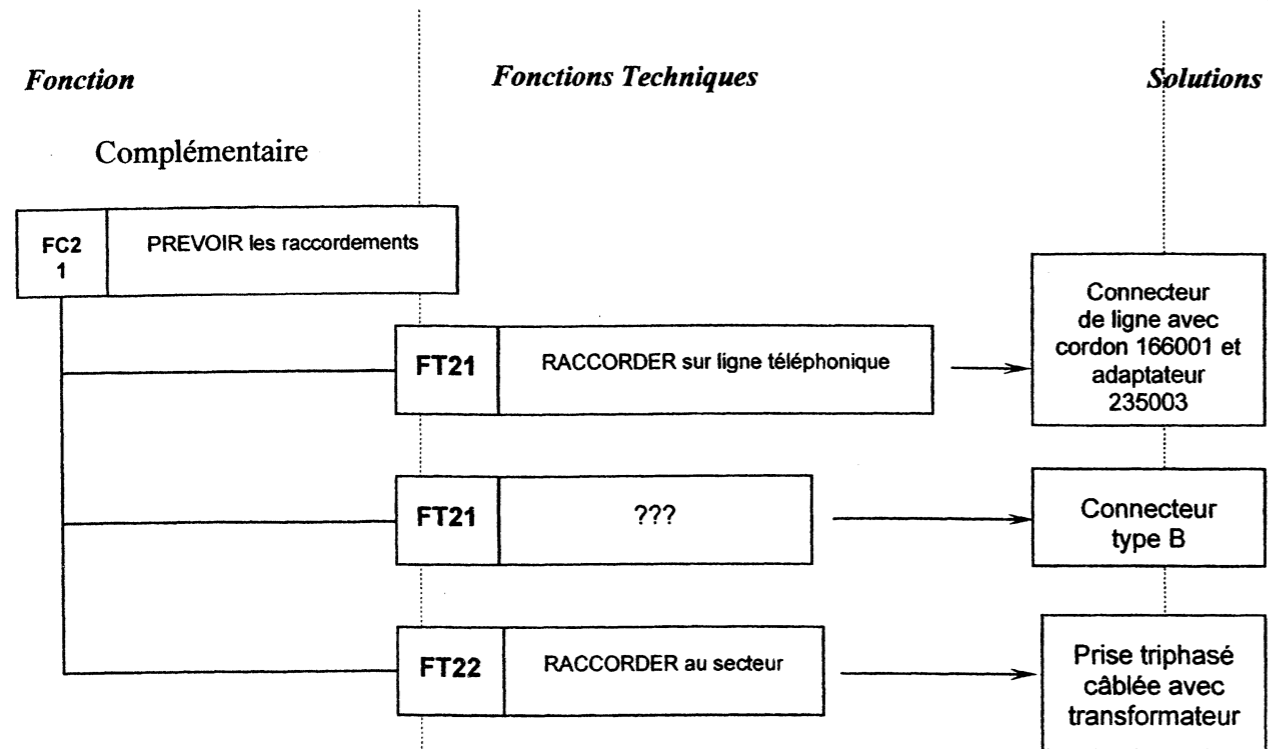 Fonction
Fonctions Techniques
Solutions
Complémentaire
FC2
1
PREVOIR les raccordements
FT21
RACCORDER sur ligne téléphonique
Connecteur
de ligne avec
cordon 166001 et
adaptateur
235003
FT21
???
Connecteur
type B
FT22
RACCORDER au secteur
Prise triphasé
câblée avec
transformateur